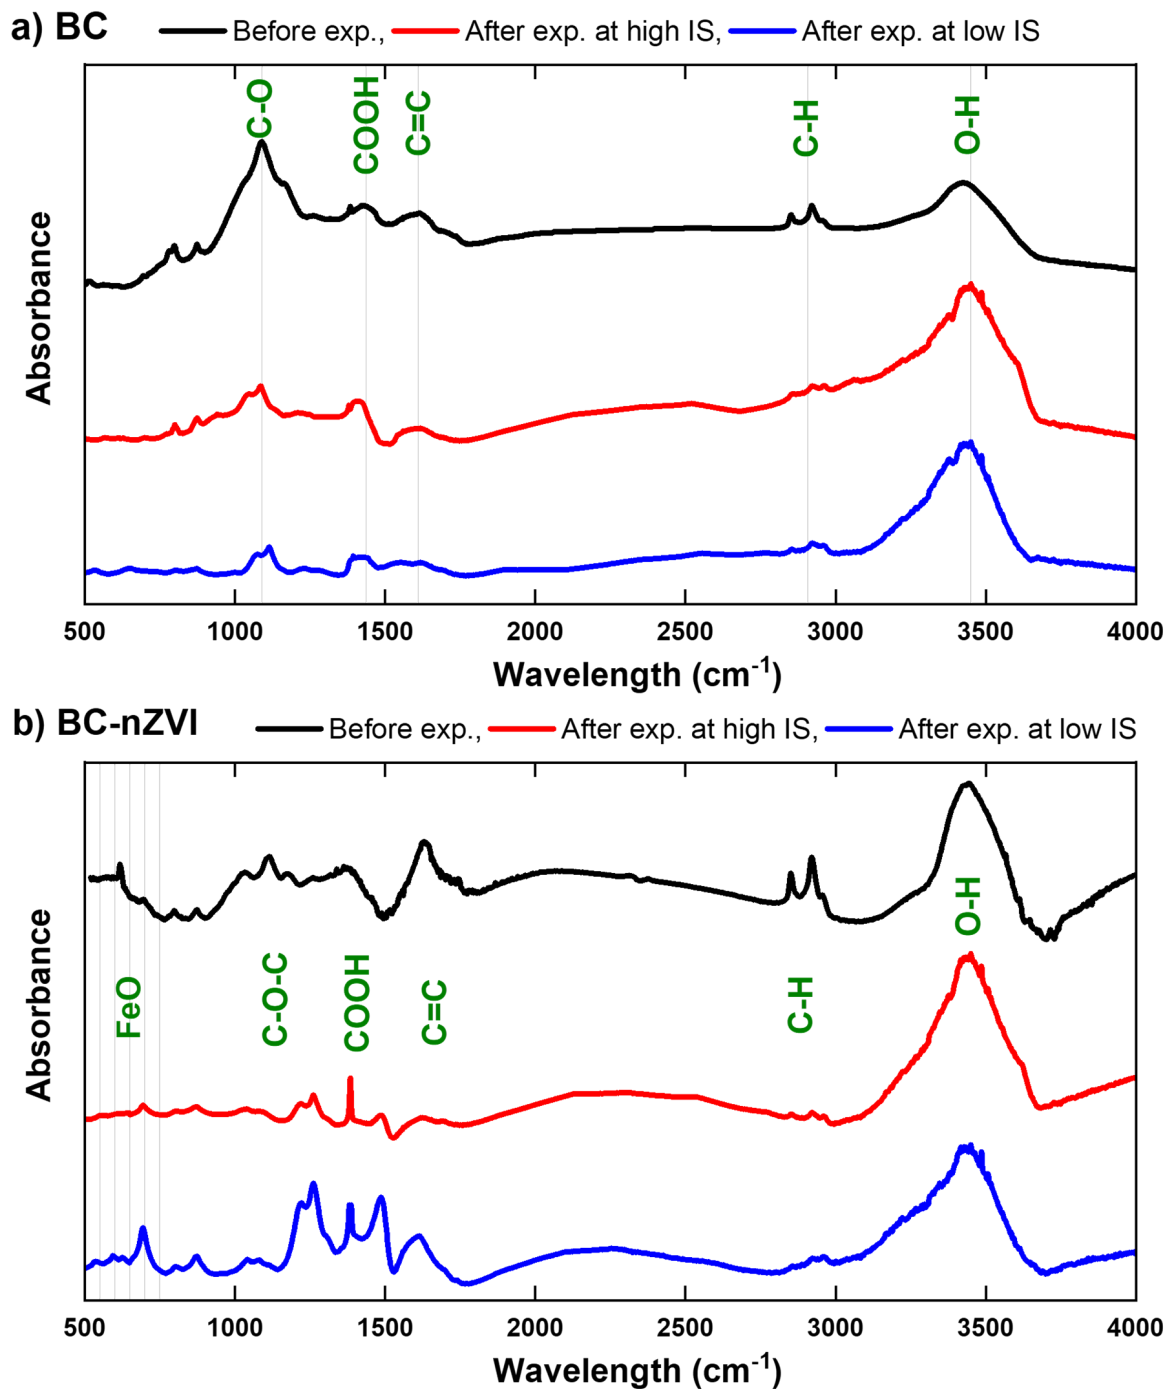 a) BC Before exp., After exp. at high IS, After exp. at low IS
C-O
COOH
C=C
C-H
O-H
Absorbance
500 1000 1500 2000 2500 3000 3500 4000
Wavelength (cm⁻¹)
b) BC-nZVI Before exp., After exp. at high IS, After exp. at low IS
FeO
C-O-C
COOH
C=C
C-H
O-H
Absorbance
500 1000 1500 2000 2500 3000 3500 4000
Wavelength (cm⁻¹)